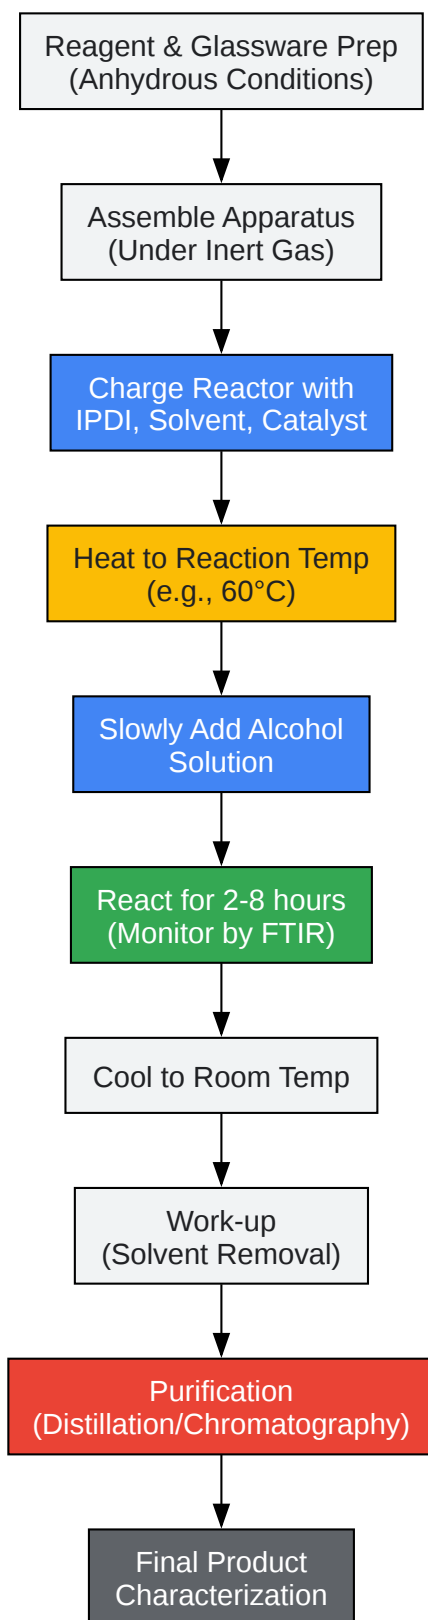 Reagent & Glassware Prep
(Anhydrous Conditions)
Assemble Apparatus
(Under Inert Gas)
Charge Reactor with
IPDI, Solvent, Catalyst
Heat to Reaction Temp
(e.g., 60°C)
Slowly Add Alcohol
Solution
React for 2-8 hours
(Monitor by FTIR)
Cool to Room Temp
Work-up
(Solvent Removal)
Purification
(Distillation/Chromatography)
Final Product
Characterization